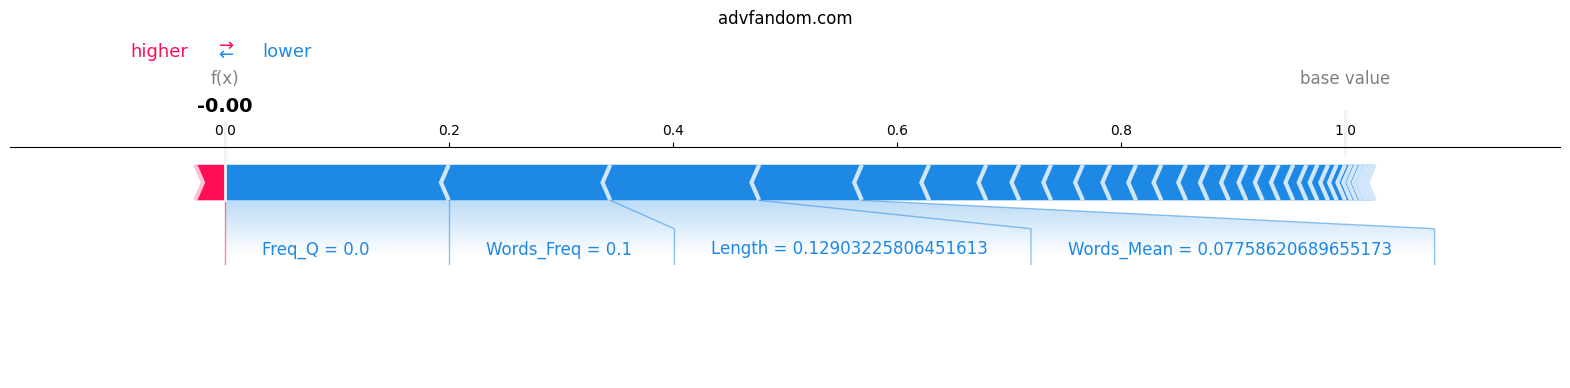 advfandom.com
higher ⇄ lower
f(x) base value
-0.00
0.0 0.2 0.4 0.6 0.8 1.0
Freq_Q = 0.0 Words_Freq = 0.1 Length = 0.12903225806451613 Words_Mean = 0.07758620689655173